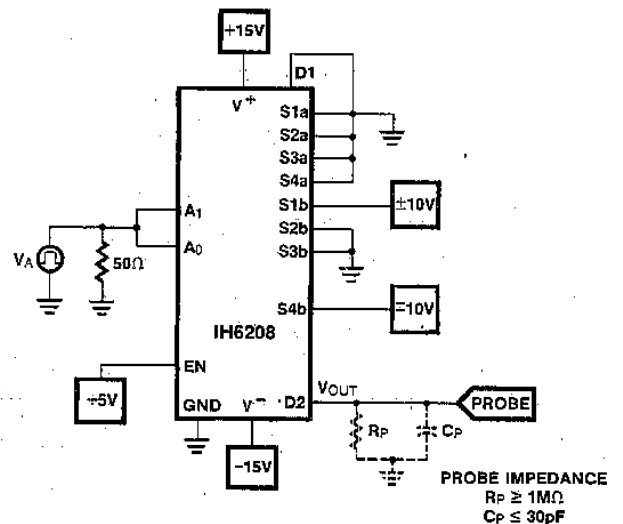 +15V
D1
V+
S1a
S2a
S3a
S4a
A1
S1b
±10V
S2b
A0
S3b
VA
50Ω
S4b
∓10V
IH6208
EN
+5V
VOUT
GND
V−
D2
PROBE
RP
CP
−15V
PROBE IMPEDANCE
RP ≥ 1MΩ
CP ≤ 30pF